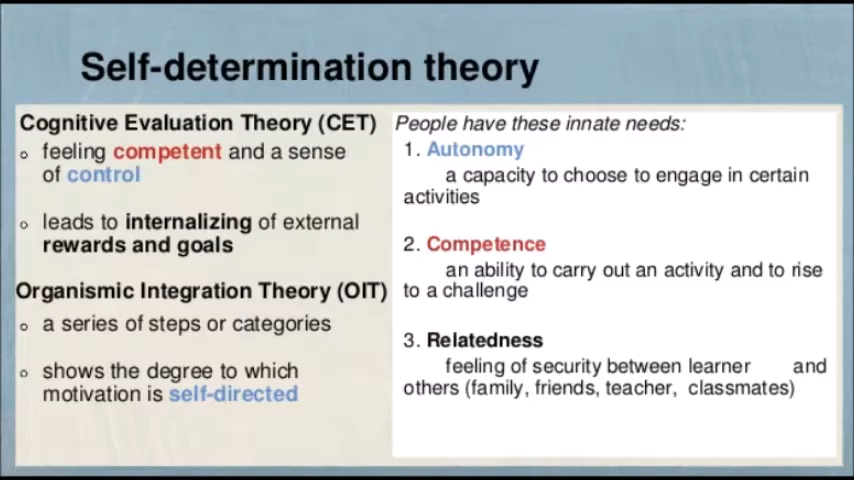 Self-determination theory
Cognitive Evaluation Theory (CET)
feeling competent and a sense
of control
leads to internalizing of external
rewards and goals
Organismic Integration Theory (OIT)
a series of steps or categories
shows the degree to which
motivation is self-directed
People have these innate needs:
1. Autonomy
a capacity to choose to engage in certain
activities
2. Competence
an ability to carry out an activity and to rise
to a challenge
3. Relatedness
feeling of security between learner and
others (family, friends, teacher, classmates)